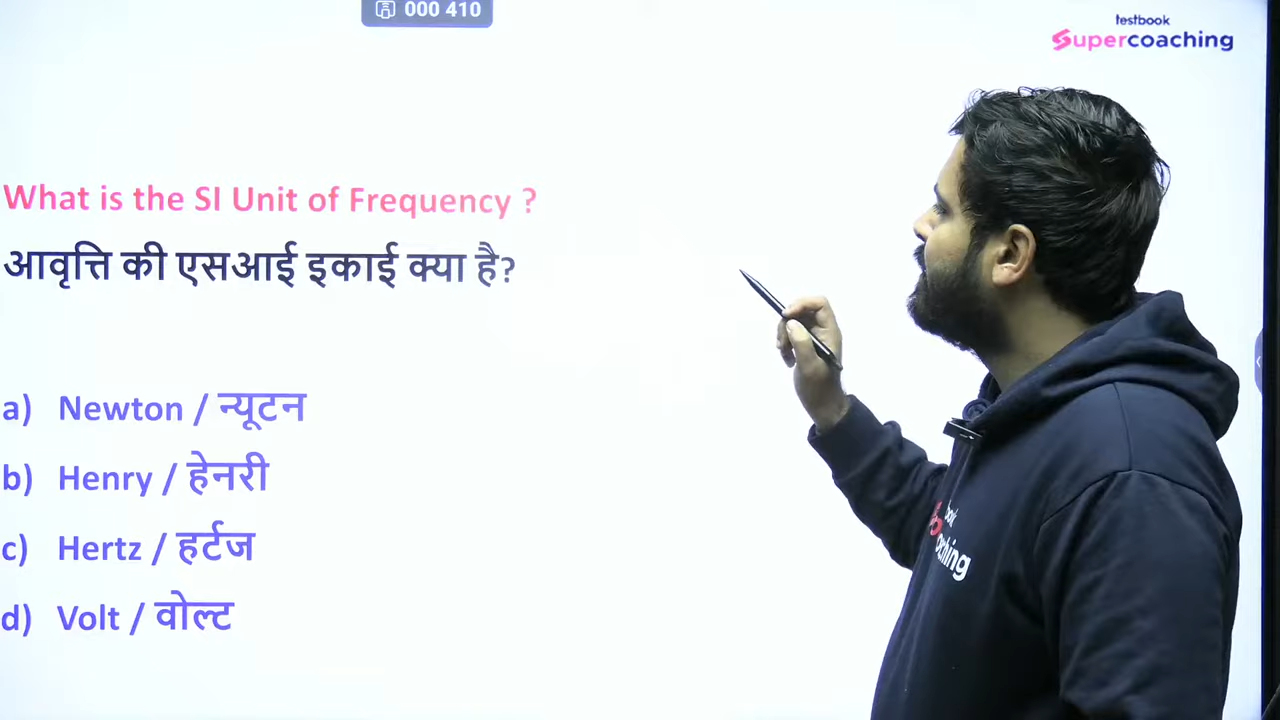 000 410
testbook
Supercoaching
What is the SI Unit of Frequency ?
आवृत्ति की एसआई इकाई क्या है?
a) Newton / न्यूटन
b) Henry / हेनरी
c) Hertz / हर्टज
d) Volt / वोल्ट